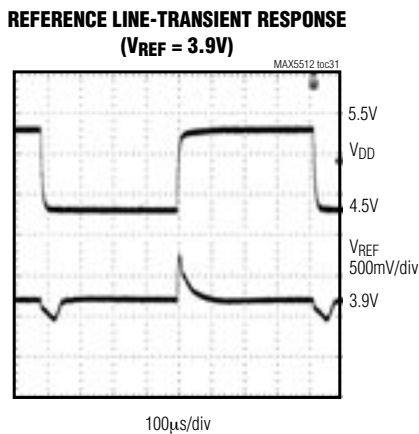 REFERENCE LINE-TRANSIENT RESPONSE
(VREF = 3.9V)
MAX5512 toc31
5.5V
VDD
4.5V
VREF
500mV/div
3.9V
100μs/div